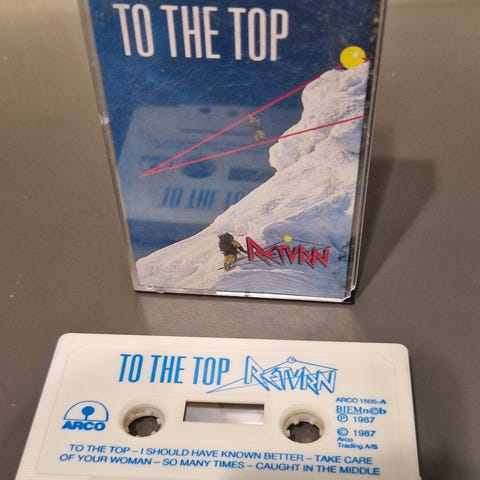 TO THE TOP
RETURN
TO THE TOP RETURN
ARCO 1505-A
BIEM n©b
℗ 1987
© 1987
Arco
Trading A/S
ARCO
TO THE TOP – I SHOULD HAVE KNOWN BETTER – TAKE CARE
OF YOUR WOMAN – SO MANY TIMES – CAUGHT IN THE MIDDLE